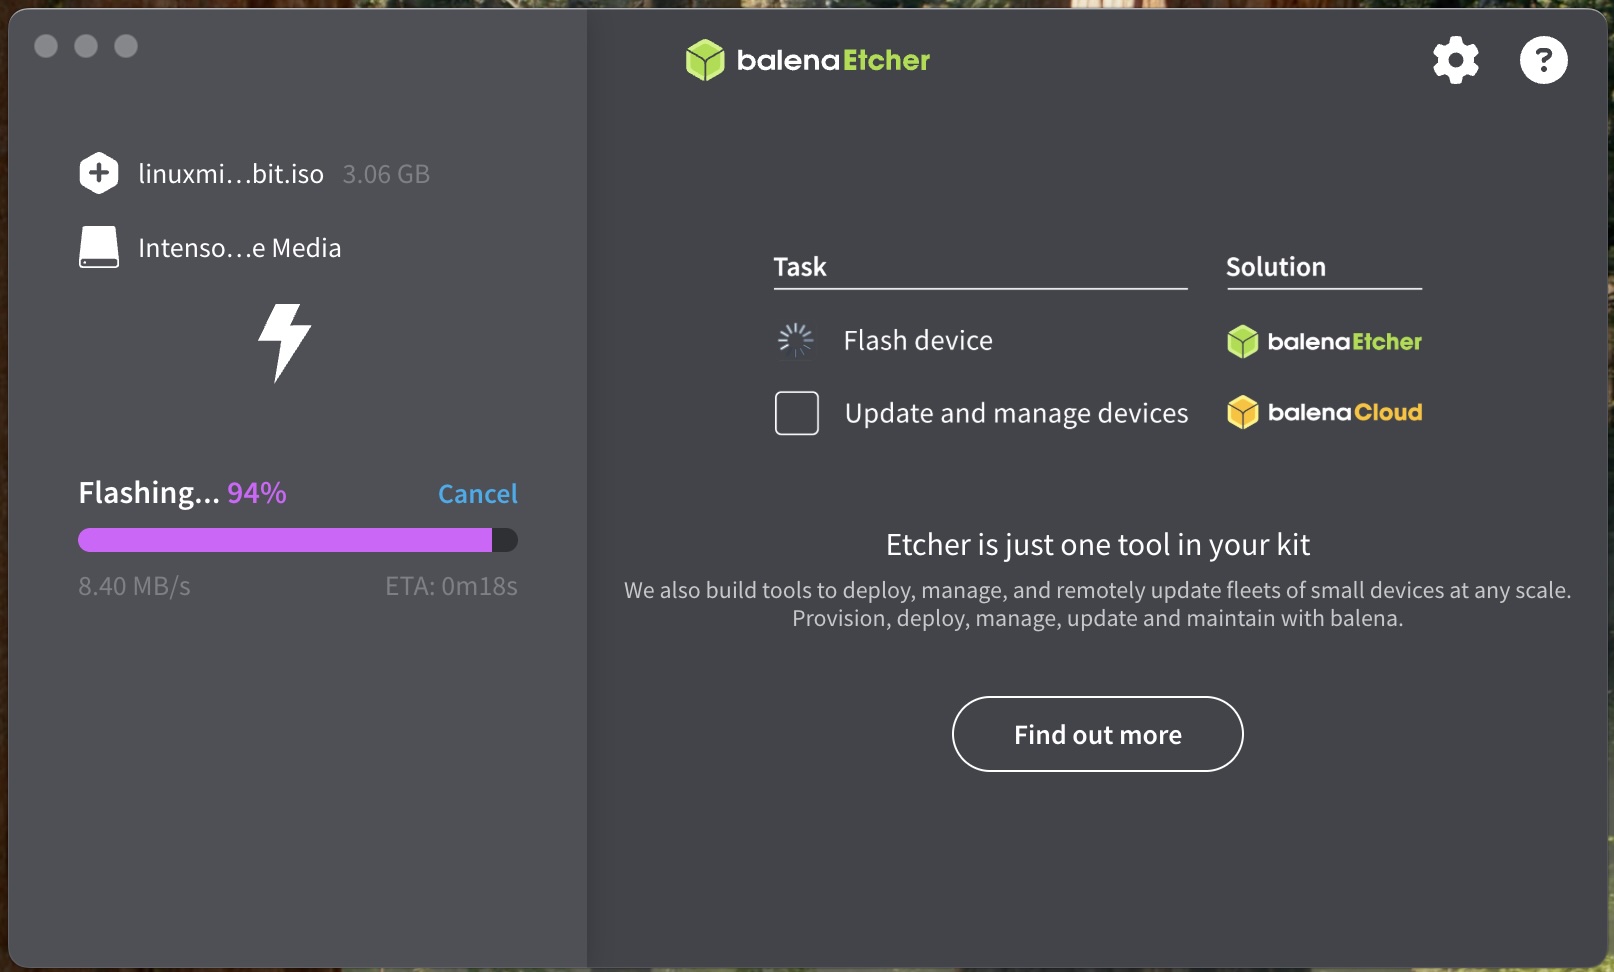 balenaEtcher
?
linuxmi...bit.iso 3.06 GB
Intenso...e Media
Flashing... 94% Cancel
8.40 MB/s ETA: 0m18s
Task Solution
Flash device balenaEtcher
Update and manage devices balenaCloud
Etcher is just one tool in your kit
We also build tools to deploy, manage, and remotely update fleets of small devices at any scale.
Provision, deploy, manage, update and maintain with balena.
Find out more